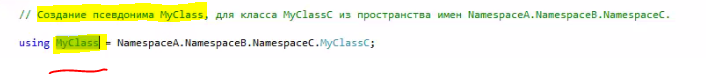 // Создание псевдонима MyClass, для класса MyClassC из пространства имен NamespaceA.NamespaceB.NamespaceC.
using MyClass = NamespaceA.NamespaceB.NamespaceC.MyClassC;